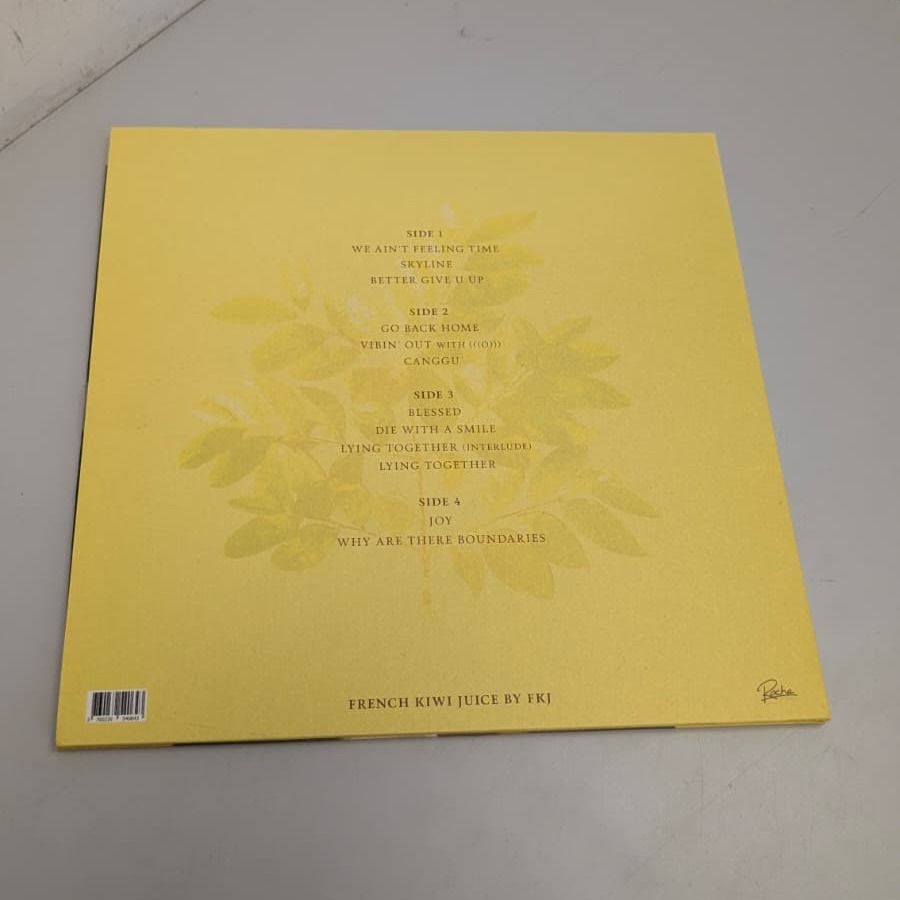 SIDE 1
WE AIN'T FEELING TIME
SKYLINE
BETTER GIVE U UP
SIDE 2
GO BACK HOME
VIBIN' OUT WITH (((O)))
CANGGU
SIDE 3
BLESSED
DIE WITH A SMILE
LYING TOGETHER (INTERLUDE)
LYING TOGETHER
SIDE 4
JOY
WHY ARE THERE BOUNDARIES
FRENCH KIWI JUICE BY FKJ
Roche